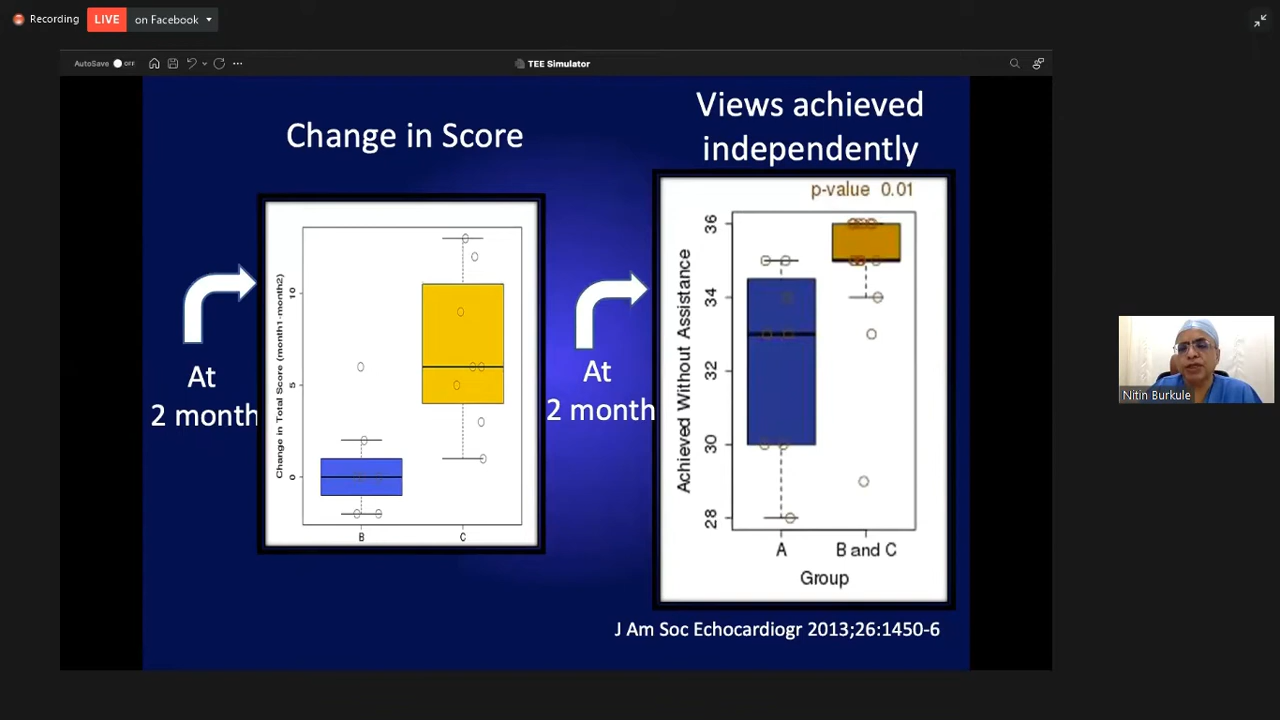 Recording
LIVE
on Facebook
AutoSave
OFF
TEE Simulator
Change in Score
Views achieved
independently
At
2 month
Change in Total Score (month1-month2)
10
5
0
B
C
At
2 month
p-value 0.01
Achieved Without Assistance
36
34
32
30
28
A
B and C
Group
J Am Soc Echocardiogr 2013;26:1450-6
Nitin Burkule